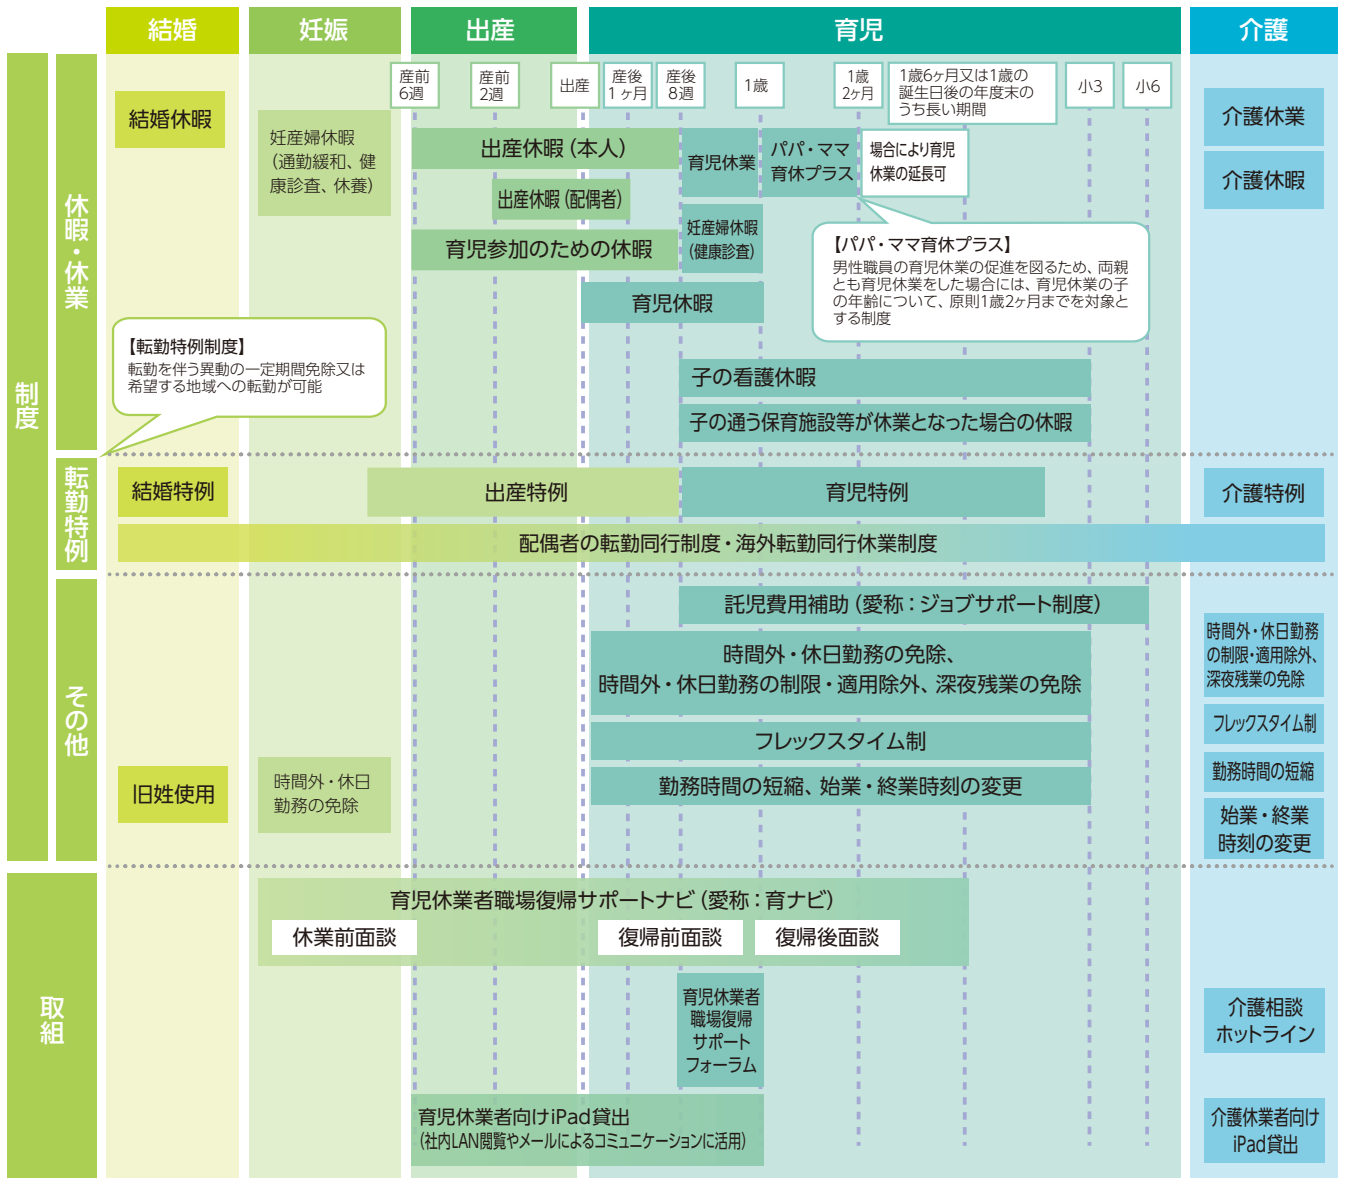 結婚
妊娠
出産
育児
介護
産前
6週
産前
2週
出産
産後
1ヶ月
産後
8週
1歳
1歳
2ヶ月
1歳6ヶ月又は1歳の
誕生日後の年度末の
うち長い期間
小3
小6
制度
休暇・休業
結婚休暇
妊産婦休暇
（通勤緩和、健
康診査、休養）
出産休暇（本人）
出産休暇（配偶者）
育児参加のための休暇
育児休業
パパ・ママ
育休プラス
場合により育児
休業の延長可
妊産婦休暇
（健康診査）
育児休暇
【パパ・ママ育休プラス】
男性職員の育児休業の促進を図るため、両親
とも育児休業をした場合には、育児休業の子
の年齢について、原則1歳2ヶ月までを対象と
する制度
子の看護休暇
子の通う保育施設等が休業となった場合の休暇
介護休業
介護休暇
【転勤特例制度】
転勤を伴う異動の一定期間免除又は
希望する地域への転勤が可能
転勤特例
結婚特例
出産特例
育児特例
介護特例
配偶者の転勤同行制度・海外転勤同行休業制度
その他
託児費用補助（愛称：ジョブサポート制度）
時間外・休日勤務の免除、
時間外・休日勤務の制限・適用除外、深夜残業の免除
フレックスタイム制
勤務時間の短縮、始業・終業時刻の変更
旧姓使用
時間外・休日
勤務の免除
時間外・休日勤務
の制限・適用除外、
深夜残業の免除
フレックスタイム制
勤務時間の短縮
始業・終業
時刻の変更
取組
育児休業者職場復帰サポートナビ（愛称：育ナビ）
休業前面談
復帰前面談
復帰後面談
育児休業者
職場復帰
サポート
フォーラム
育児休業者向けiPad貸出
（社内LAN閲覧やメールによるコミュニケーションに活用）
介護相談
ホットライン
介護休業者向け
iPad貸出